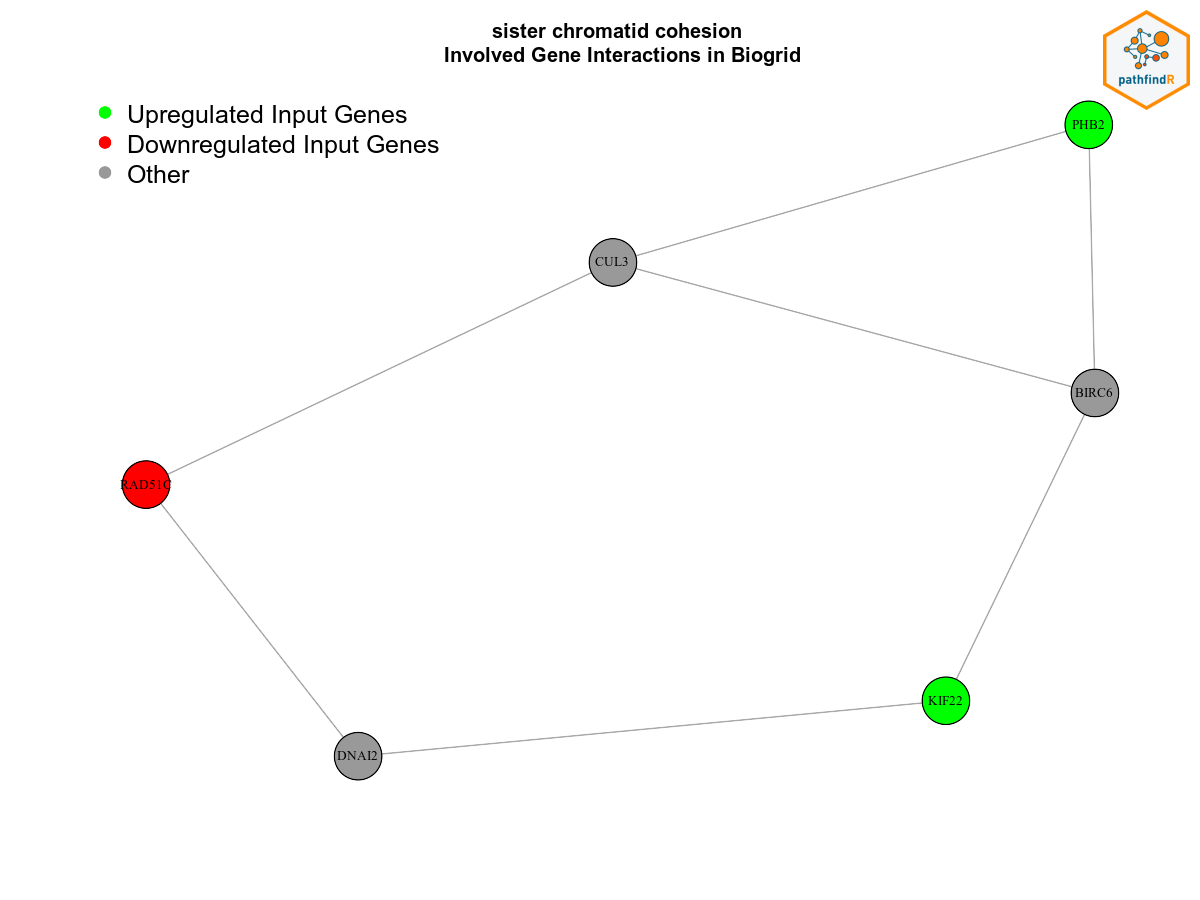 sister chromatid cohesion
Involved Gene Interactions in Biogrid
pathfindR
Upregulated Input Genes
Downregulated Input Genes
Other
PHB2
CUL3
BIRC6
RAD51C
KIF22
DNAI2